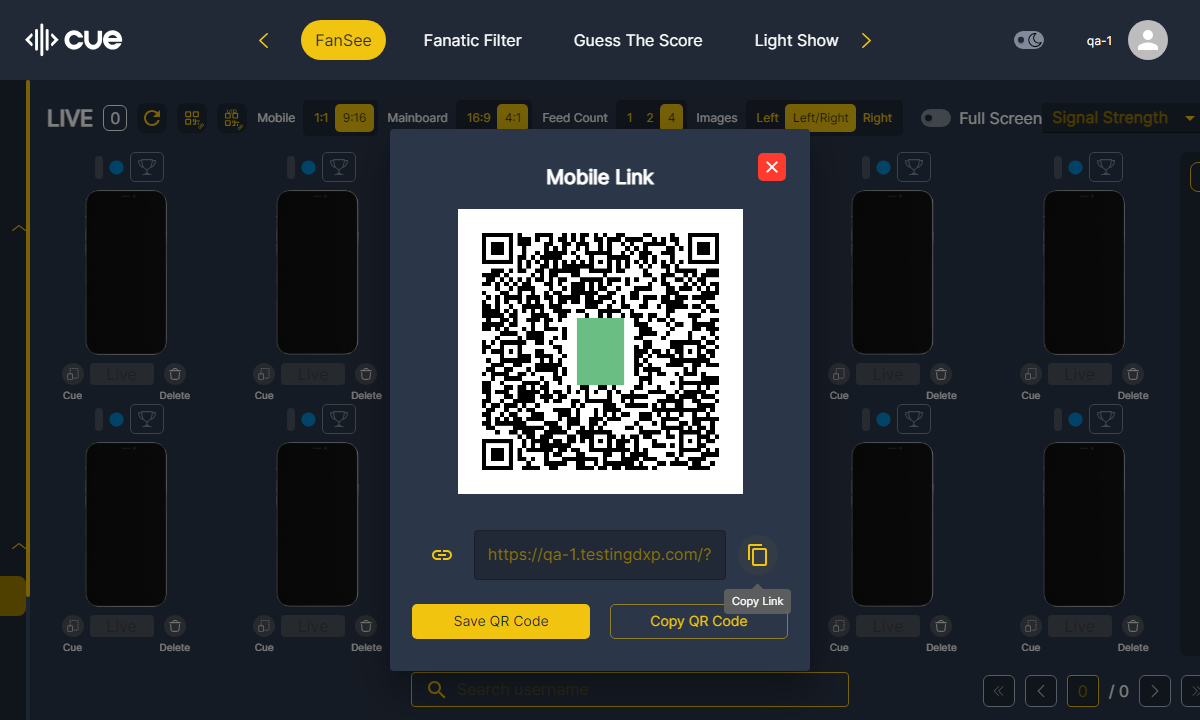 cue
FanSee
Fanatic Filter
Guess The Score
Light Show
qa-1
LIVE 0
Mobile 1:1 9:16
Mainboard 16:9 4:1
Feed Count 1 2 4
Images Left Left/Right Right
Full Screen
Signal Strength
Mobile Link
Live Live Live Live
Cue Delete Cue Delete Cue Delete Cue Delete
https://qa-1.testingdxp.com/?
Copy Link
Save QR Code
Copy QR Code
Live Live Live Live
Cue Delete Cue Delete Cue Delete Cue Delete
Search username
0 / 0